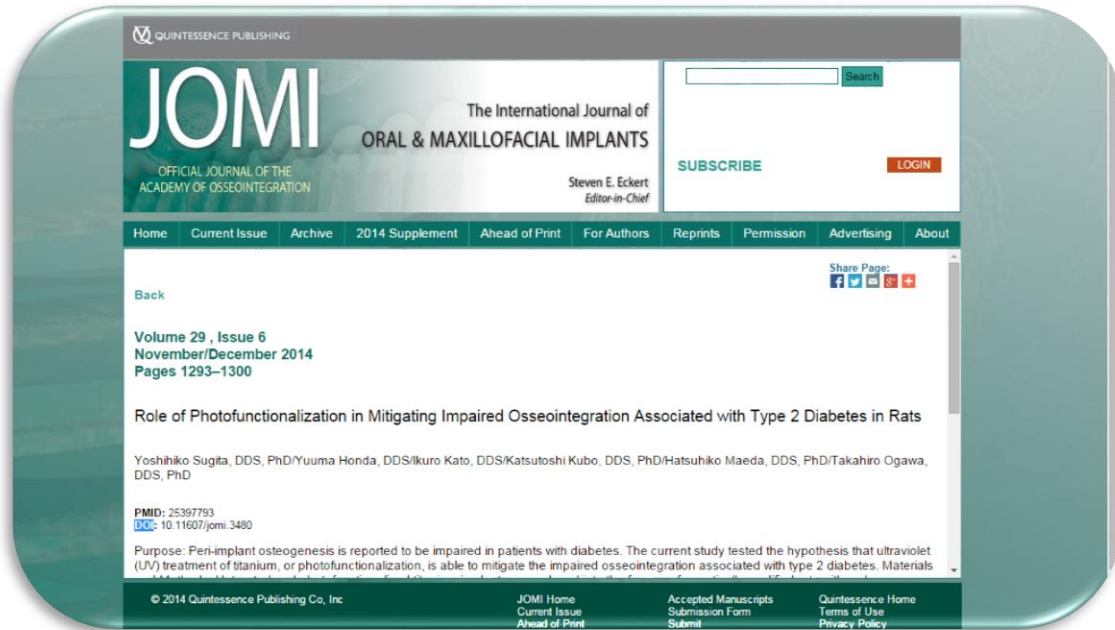 QUINTESSENCE PUBLISHING
JOMI
OFFICIAL JOURNAL OF THE
ACADEMY OF OSSEOINTEGRATION
The International Journal of
ORAL & MAXILLOFACIAL IMPLANTS
Steven E. Eckert
Editor-in-Chief
Search
SUBSCRIBE
LOGIN
Home Current Issue Archive 2014 Supplement Ahead of Print For Authors Reprints Permission Advertising About
Share Page:
Back
Volume 29 , Issue 6
November/December 2014
Pages 1293–1300
Role of Photofunctionalization in Mitigating Impaired Osseointegration Associated with Type 2 Diabetes in Rats
Yoshihiko Sugita, DDS, PhD/Yuuma Honda, DDS/Ikuro Kato, DDS/Katsutoshi Kubo, DDS, PhD/Hatsuhiko Maeda, DDS, PhD/Takahiro Ogawa,
DDS, PhD
PMID: 25397793
DOI: 10.11607/jomi.3480
Purpose: Peri-implant osteogenesis is reported to be impaired in patients with diabetes. The current study tested the hypothesis that ultraviolet
(UV) treatment of titanium, or photofunctionalization, is able to mitigate the impaired osseointegration associated with type 2 diabetes. Materials
© 2014 Quintessence Publishing Co, Inc
JOMI Home
Current Issue
Ahead of Print
Accepted Manuscripts
Submission Form
Submit
Quintessence Home
Terms of Use
Privacy Policy